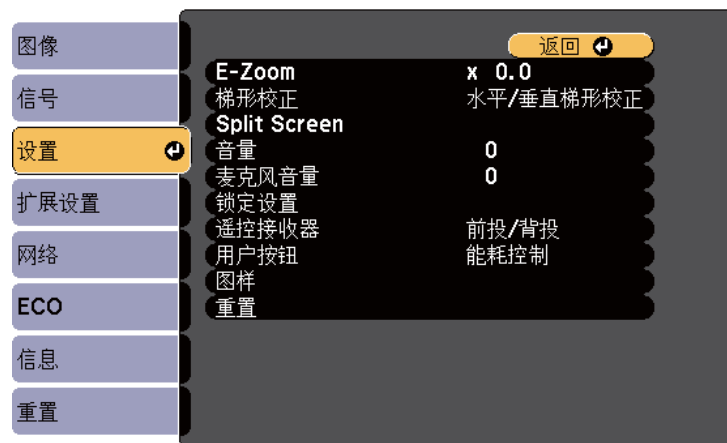 图像
信号
设置
扩展设置
网络
ECO
信息
重置
返回
E-Zoom x 0.0
梯形校正 水平/垂直梯形校正
Split Screen
音量 0
麦克风音量 0
锁定设置
遥控接收器 前投/背投
用户按钮 能耗控制
图样
重置